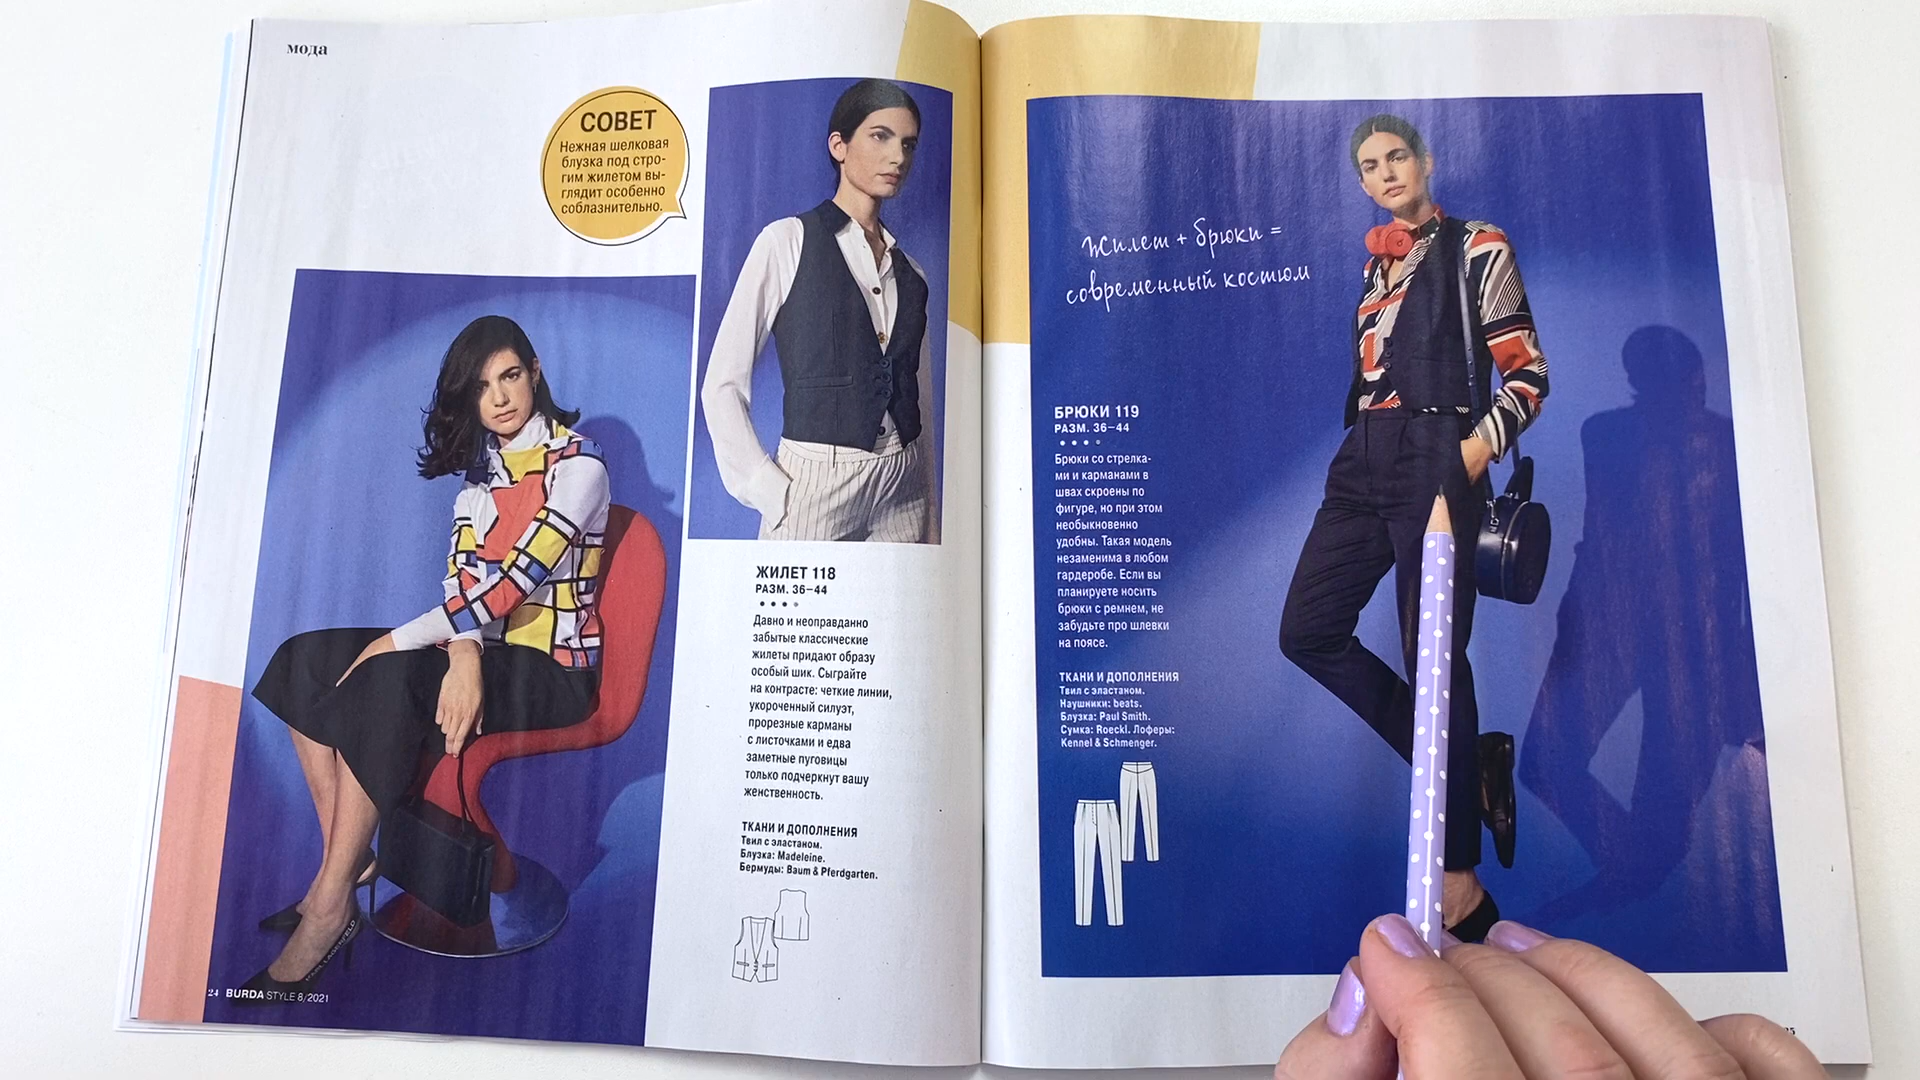 мода
СОВЕТ
Нежная шелковая
блузка под стро-
гим жилетом вы-
глядит особенно
соблазнительно.
ЖИЛЕТ 118
РАЗМ. 36–44
Давно и неоправданно
забытые классические
жилеты придают образу
особый шик. Сыграйте
на контрасте: четкие линии,
укороченный силуэт,
прорезные карманы
с листочками и едва
заметные пуговицы
только подчеркнут вашу
женственность.
ТКАНИ И ДОПОЛНЕНИЯ
Твил с эластаном.
Блузка: Madeleine.
Бермуды: Baum & Pferdgarten.
KARL LAGERFELD
24 BURDA STYLE 8/2021
Жилет + брюки =
современный костюм
БРЮКИ 119
РАЗМ. 36–44
Брюки со стрелка-
ми и карманами в
швах скроены по
фигуре, но при этом
необыкновенно
удобны. Такая модель
незаменима в любом
гардеробе. Если вы
планируете носить
брюки с ремнем, не
забудьте про шлевки
на поясе.
ТКАНИ И ДОПОЛНЕНИЯ
Твил с эластаном.
Наушники: beats.
Блузка: Paul Smith.
Сумка: Roeckl. Лоферы:
Kennel & Schmenger.